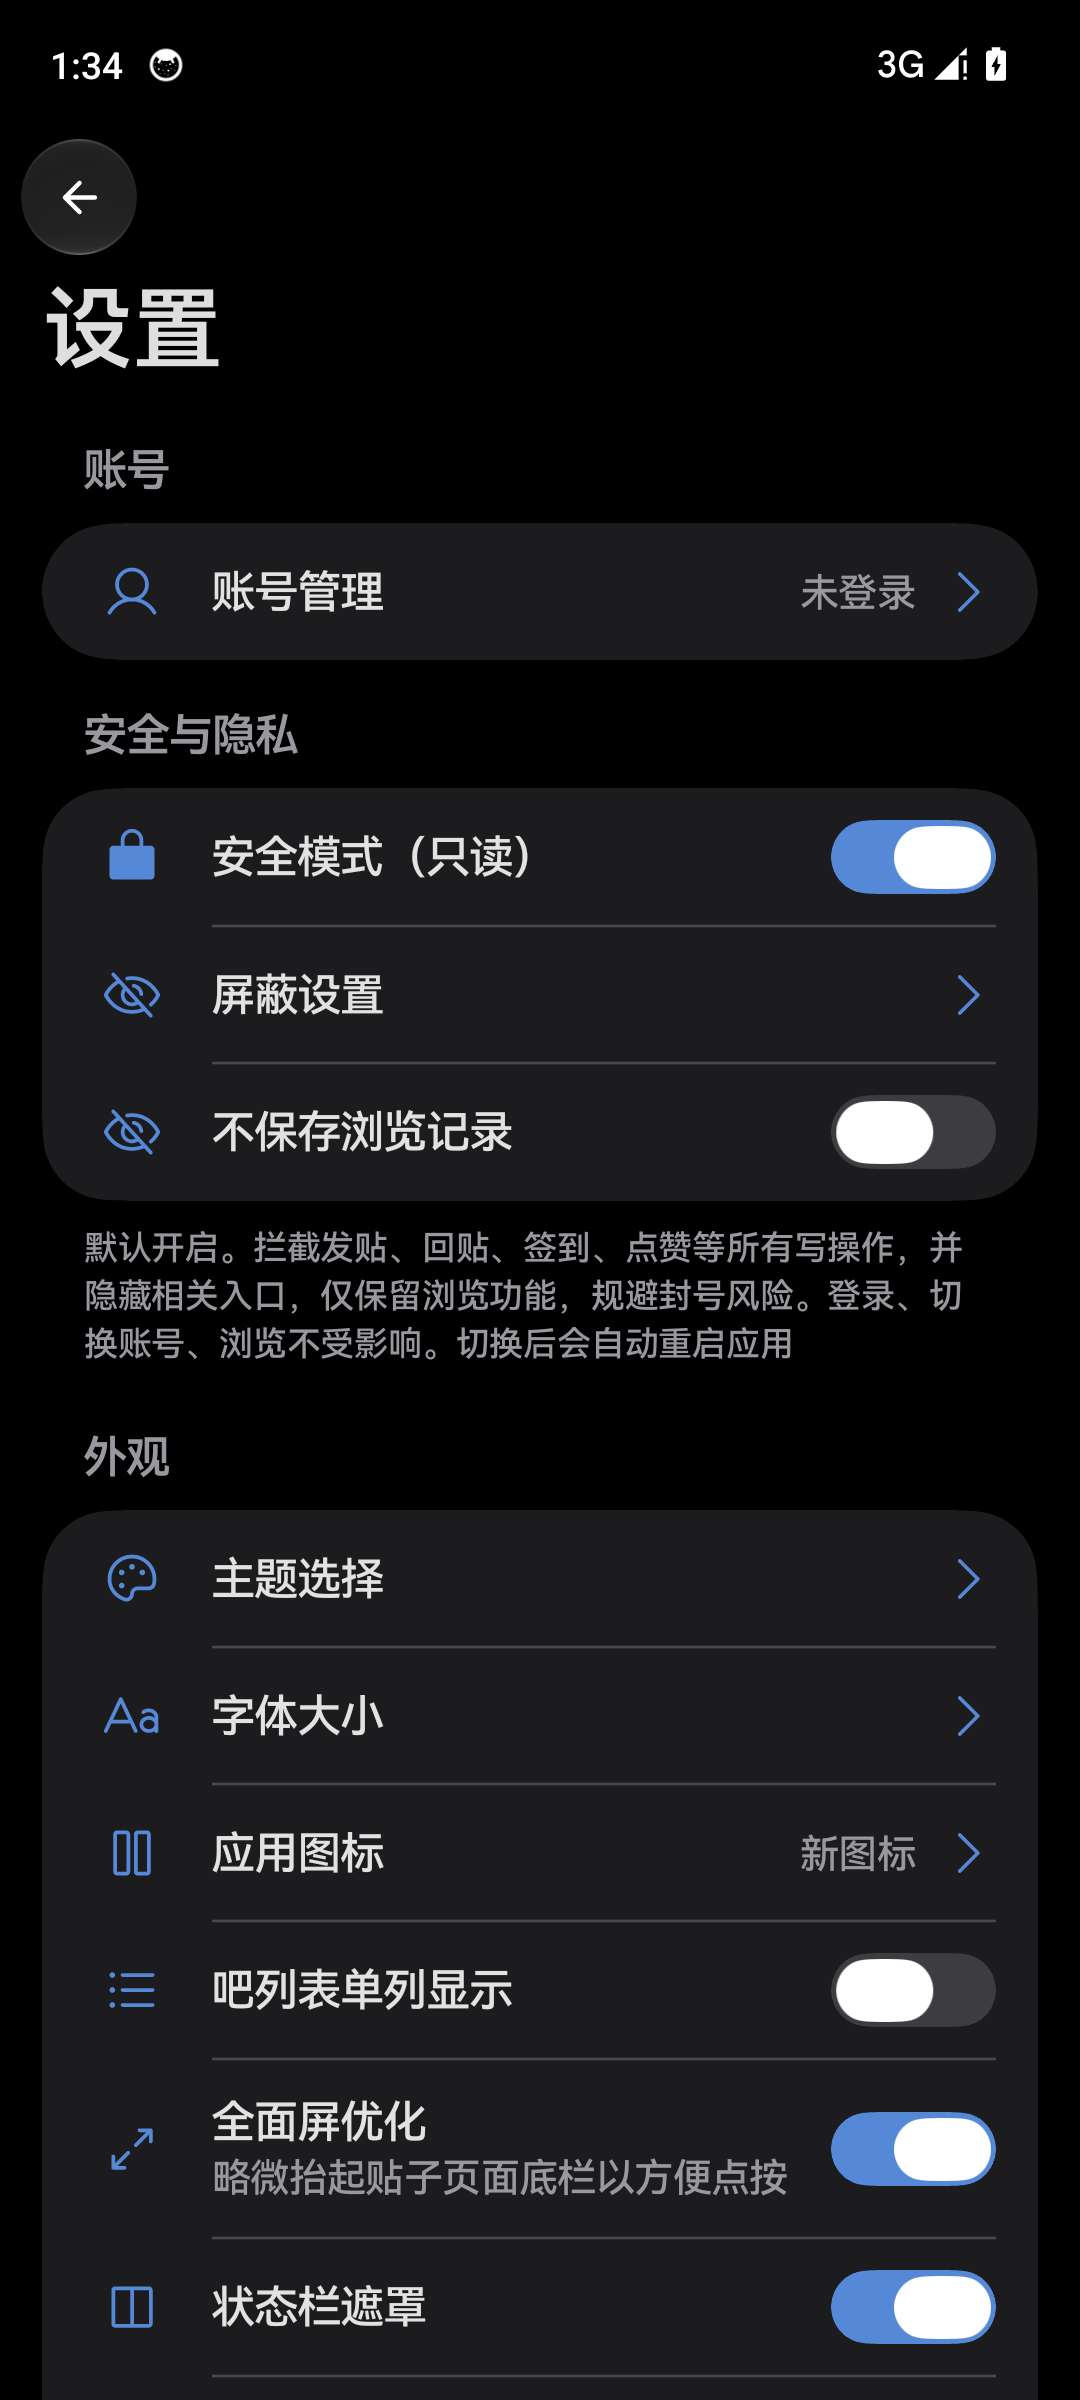 1:34
3G
设置
账号
账号管理
未登录
安全与隐私
安全模式（只读）
屏蔽设置
不保存浏览记录
默认开启。拦截发贴、回贴、签到、点赞等所有写操作，并
隐藏相关入口，仅保留浏览功能，规避封号风险。登录、切
换账号、浏览不受影响。切换后会自动重启应用
外观
主题选择
Aa
字体大小
应用图标
新图标
吧列表单列显示
全面屏优化
略微抬起贴子页面底栏以方便点按
状态栏遮罩